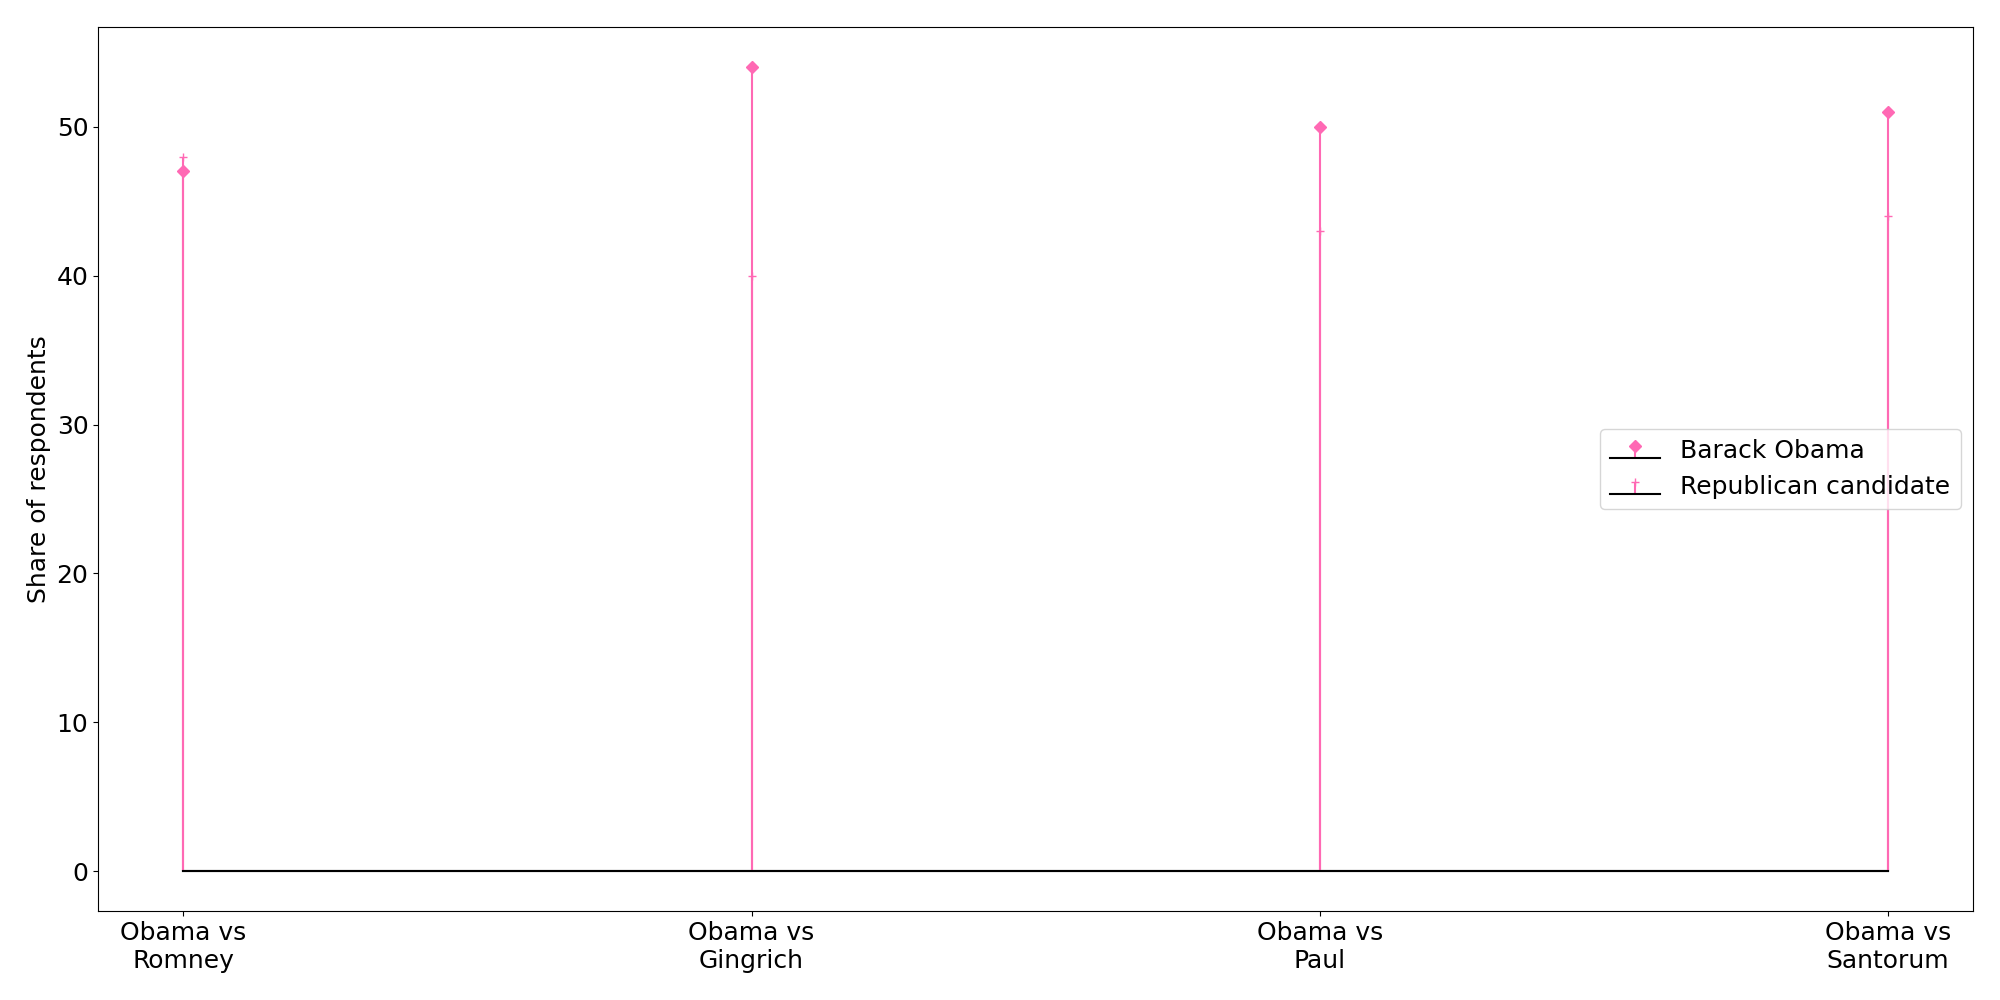 Share of respondents
50
40
30
20
10
0
Barack Obama
Republican candidate
Obama vs
Romney
Obama vs
Gingrich
Obama vs
Paul
Obama vs
Santorum